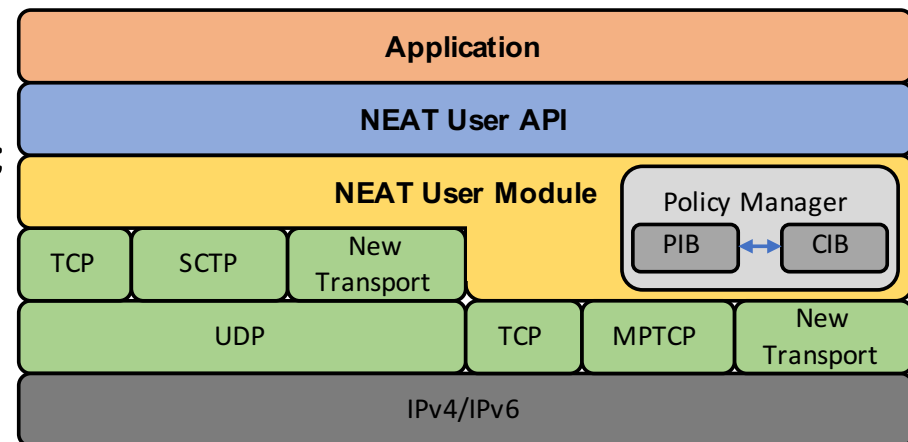 Application
NEAT User API
NEAT User Module
Policy Manager
PIB
CIB
TCP
SCTP
New
Transport
UDP
TCP
MPTCP
New
Transport
IPv4/IPv6